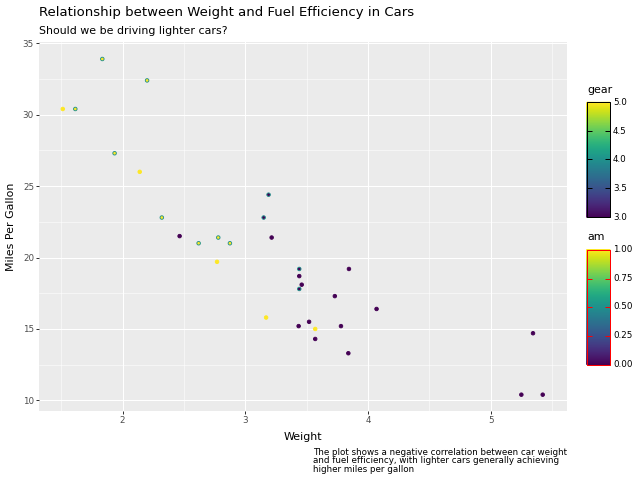 Relationship between Weight and Fuel Efficiency in Cars
Should we be driving lighter cars?
35
30
25
20
15
10
Miles Per Gallon
2
3
4
5
Weight
gear
5.0
4.5
4.0
3.5
3.0
am
1.00
0.75
0.50
0.25
0.00
The plot shows a negative correlation between car weight
and fuel efficiency, with lighter cars generally achieving
higher miles per gallon